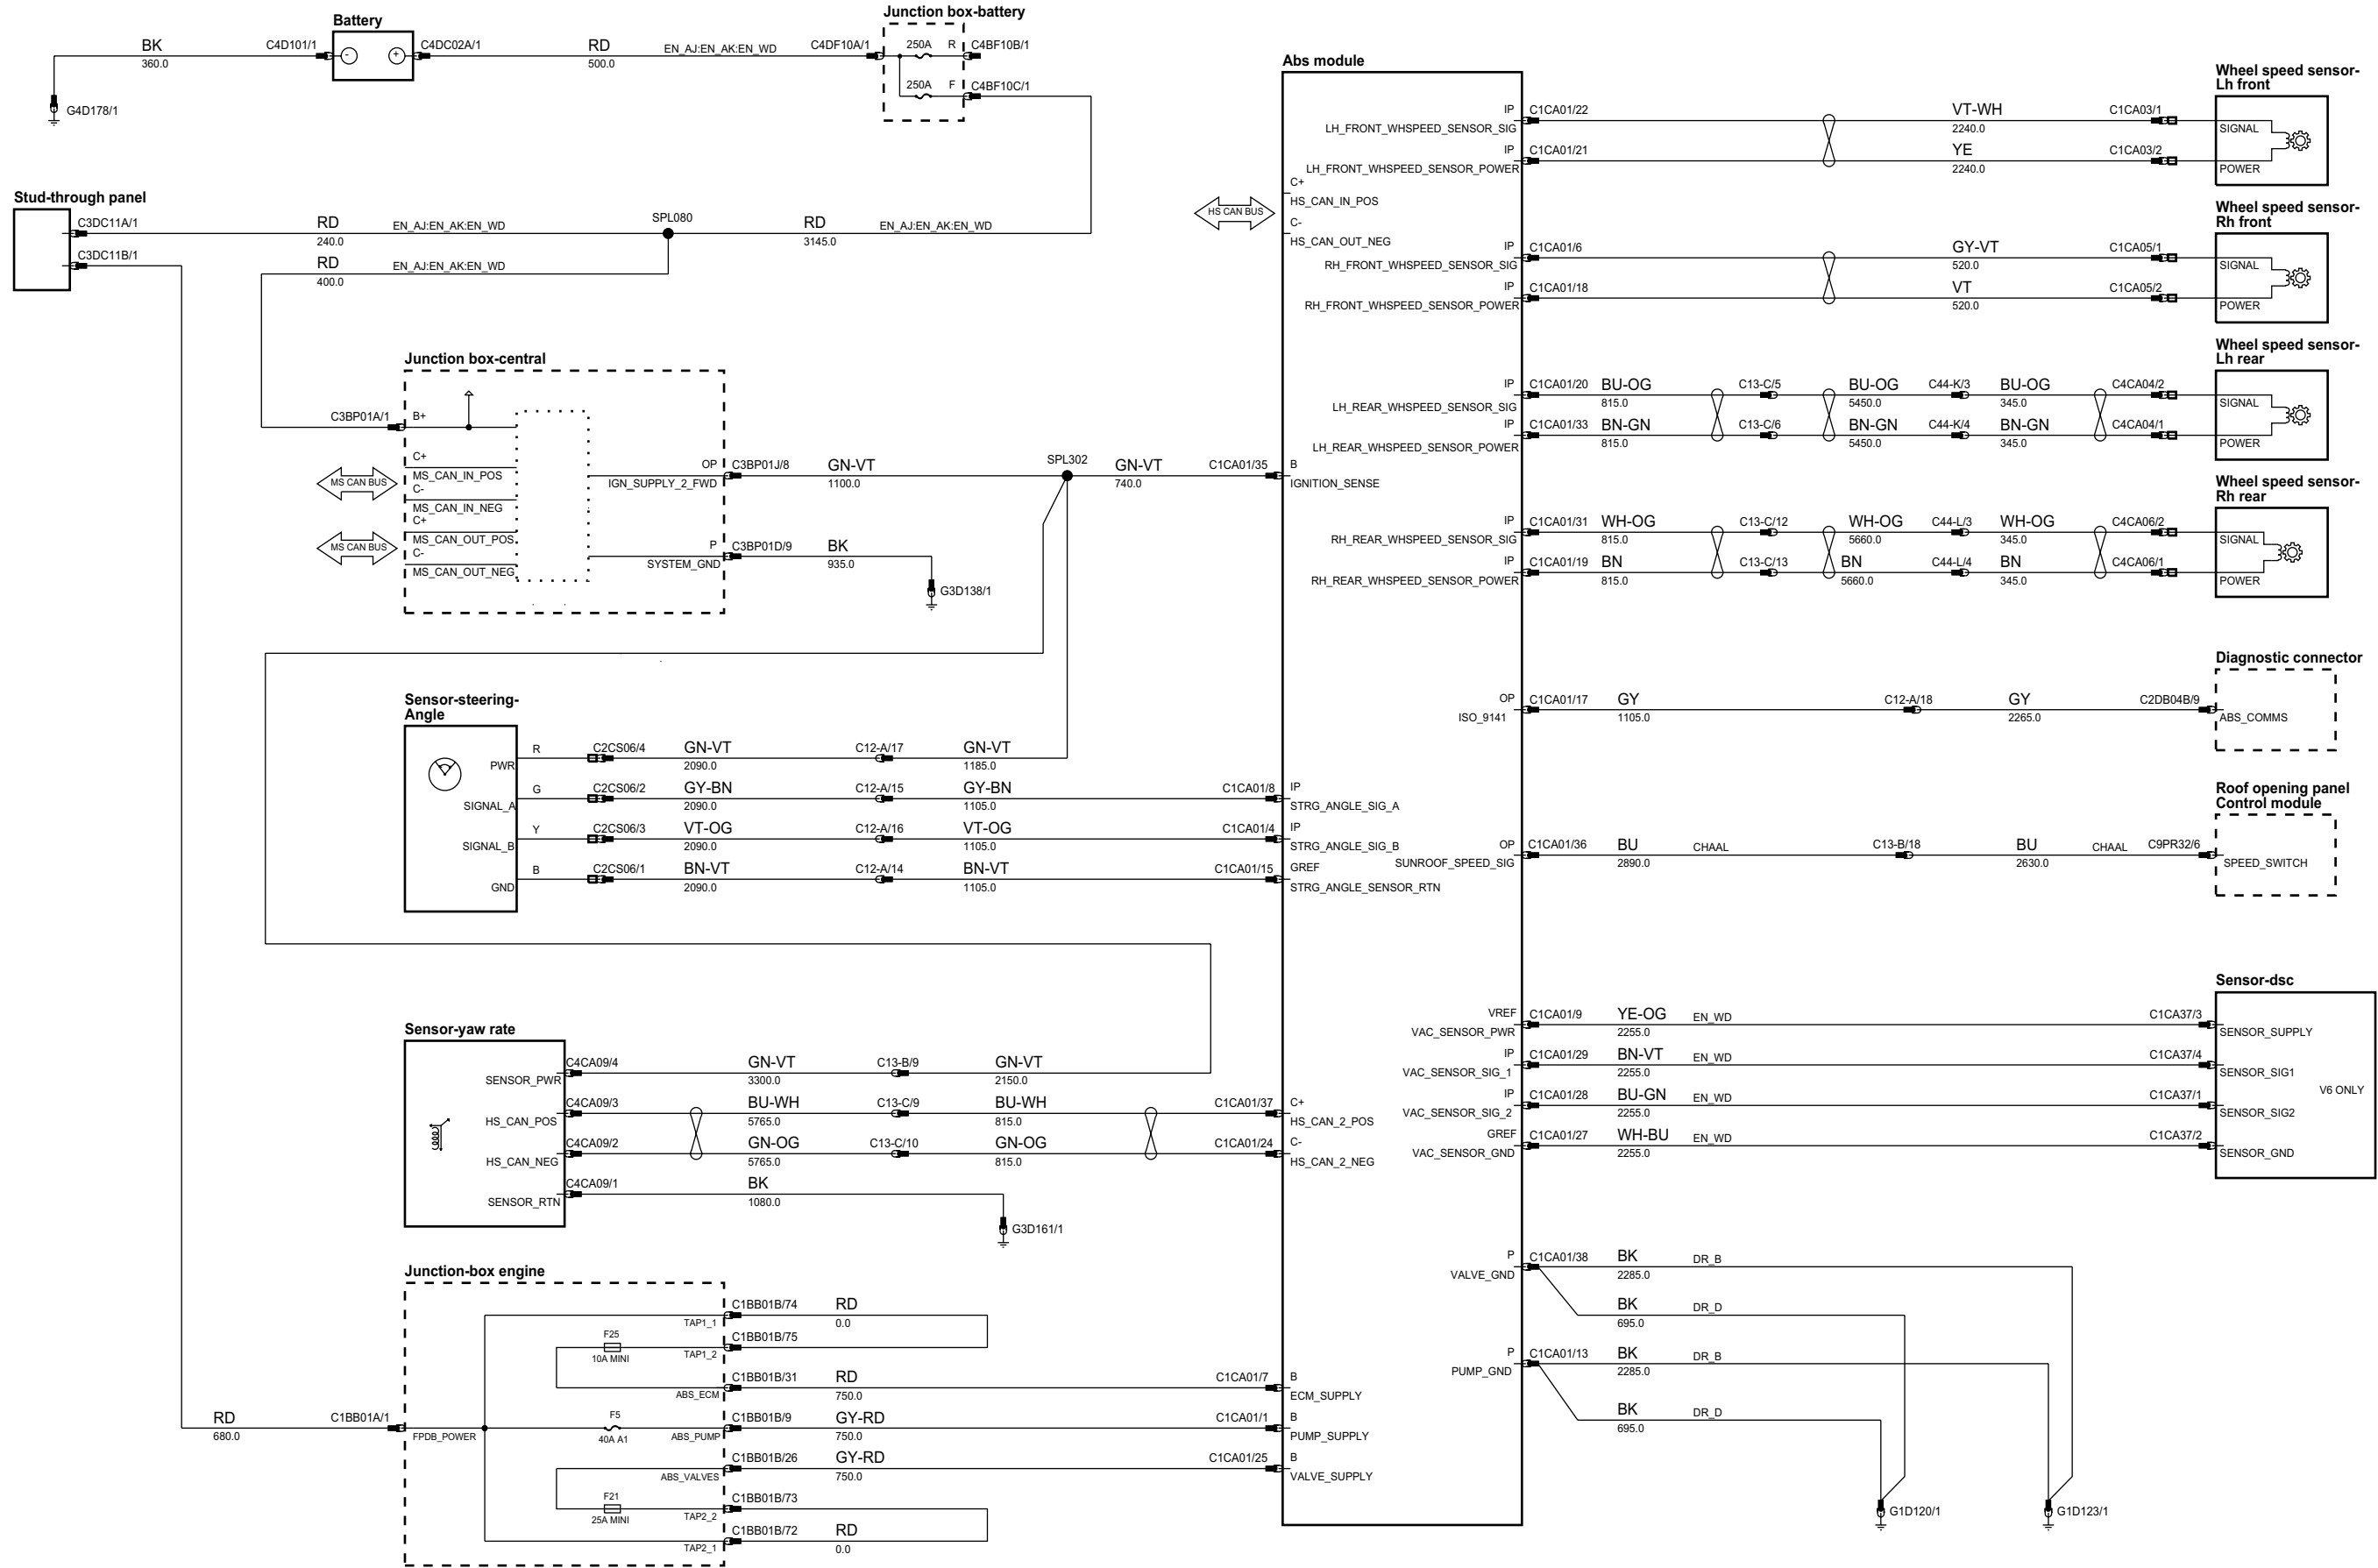 Battery
BK
360.0
C4D101/1
-
+
C4DC02A/1
RD
500.0
EN_AJ:EN_AK:EN_WD
C4DF10A/1
G4D178/1
Junction box-battery
250A R
C4BF10B/1
250A F
C4BF10C/1
Stud-through panel
C3DC11A/1
RD
240.0
EN_AJ:EN_AK:EN_WD
SPL080
RD
3145.0
EN_AJ:EN_AK:EN_WD
C3DC11B/1
RD
400.0
EN_AJ:EN_AK:EN_WD
Junction box-central
C3BP01A/1
B+
C+
MS_CAN_IN_POS
C-
MS_CAN_IN_NEG
C+
MS_CAN_OUT_POS
C-
MS_CAN_OUT_NEG
MS CAN BUS
MS CAN BUS
OP
IGN_SUPPLY_2_FWD
C3BP01J/8
GN-VT
1100.0
SPL302
GN-VT
740.0
C1CA01/35
P
SYSTEM_GND
C3BP01D/9
BK
935.0
G3D138/1
Sensor-steering-
Angle
R
PWR
C2CS06/4
GN-VT
2090.0
C12-A/17
GN-VT
1185.0
G
SIGNAL_A
C2CS06/2
GY-BN
2090.0
C12-A/15
GY-BN
1105.0
C1CA01/8
Y
SIGNAL_B
C2CS06/3
VT-OG
2090.0
C12-A/16
VT-OG
1105.0
C1CA01/4
B
GND
C2CS06/1
BN-VT
2090.0
C12-A/14
BN-VT
1105.0
C1CA01/15
Sensor-yaw rate
SENSOR_PWR
C4CA09/4
GN-VT
3300.0
C13-B/9
GN-VT
2150.0
HS_CAN_POS
C4CA09/3
BU-WH
5765.0
C13-C/9
BU-WH
815.0
C1CA01/37
HS_CAN_NEG
C4CA09/2
GN-OG
5765.0
C13-C/10
GN-OG
815.0
C1CA01/24
SENSOR_RTN
C4CA09/1
BK
1080.0
G3D161/1
Junction-box engine
RD
680.0
C1BB01A/1
FPDB_POWER
TAP1_1
C1BB01B/74
RD
0.0
F25
10A MINI
TAP1_2
C1BB01B/75
ABS_ECM
C1BB01B/31
RD
750.0
C1CA01/7
F5
40A A1
ABS_PUMP
C1BB01B/9
GY-RD
750.0
C1CA01/1
ABS_VALVES
C1BB01B/26
GY-RD
750.0
C1CA01/25
F21
25A MINI
TAP2_2
C1BB01B/73
TAP2_1
C1BB01B/72
RD
0.0
Abs module
HS CAN BUS
C+
HS_CAN_IN_POS
C-
HS_CAN_OUT_NEG
B
IGNITION_SENSE
IP
STRG_ANGLE_SIG_A
IP
STRG_ANGLE_SIG_B
GREF
STRG_ANGLE_SENSOR_RTN
C+
HS_CAN_2_POS
C-
HS_CAN_2_NEG
B
ECM_SUPPLY
B
PUMP_SUPPLY
B
VALVE_SUPPLY
IP
LH_FRONT_WHSPEED_SENSOR_SIG
C1CA01/22
VT-WH
2240.0
C1CA03/1
IP
LH_FRONT_WHSPEED_SENSOR_POWER
C1CA01/21
YE
2240.0
C1CA03/2
Wheel speed sensor-
Lh front
SIGNAL
POWER
IP
RH_FRONT_WHSPEED_SENSOR_SIG
C1CA01/6
GY-VT
520.0
C1CA05/1
IP
RH_FRONT_WHSPEED_SENSOR_POWER
C1CA01/18
VT
520.0
C1CA05/2
Wheel speed sensor-
Rh front
SIGNAL
POWER
IP
LH_REAR_WHSPEED_SENSOR_SIG
C1CA01/20
BU-OG
815.0
C13-C/5
BU-OG
5450.0
C44-K/3
BU-OG
345.0
C4CA04/2
IP
LH_REAR_WHSPEED_SENSOR_POWER
C1CA01/33
BN-GN
815.0
C13-C/6
BN-GN
5450.0
C44-K/4
BN-GN
345.0
C4CA04/1
Wheel speed sensor-
Lh rear
SIGNAL
POWER
IP
RH_REAR_WHSPEED_SENSOR_SIG
C1CA01/31
WH-OG
815.0
C13-C/12
WH-OG
5660.0
C44-L/3
WH-OG
345.0
C4CA06/2
IP
RH_REAR_WHSPEED_SENSOR_POWER
C1CA01/19
BN
815.0
C13-C/13
BN
5660.0
C44-L/4
BN
345.0
C4CA06/1
Wheel speed sensor-
Rh rear
SIGNAL
POWER
OP
ISO_9141
C1CA01/17
GY
1105.0
C12-A/18
GY
2265.0
C2DB04B/9
Diagnostic connector
ABS_COMMS
OP
SUNROOF_SPEED_SIG
C1CA01/36
BU
2890.0
CHAAL
C13-B/18
BU
2630.0
CHAAL
C9PR32/6
Roof opening panel
Control module
SPEED_SWITCH
VREF
VAC_SENSOR_PWR
C1CA01/9
YE-OG
2255.0
EN_WD
C1CA37/3
IP
VAC_SENSOR_SIG_1
C1CA01/29
BN-VT
2255.0
EN_WD
C1CA37/4
IP
VAC_SENSOR_SIG_2
C1CA01/28
BU-GN
2255.0
EN_WD
C1CA37/1
GREF
VAC_SENSOR_GND
C1CA01/27
WH-BU
2255.0
EN_WD
C1CA37/2
Sensor-dsc
SENSOR_SUPPLY
SENSOR_SIG1
V6 ONLY
SENSOR_SIG2
SENSOR_GND
P
VALVE_GND
C1CA01/38
BK
2285.0
DR_B
BK
695.0
DR_D
P
PUMP_GND
C1CA01/13
BK
2285.0
DR_B
BK
695.0
DR_D
G1D120/1
G1D123/1